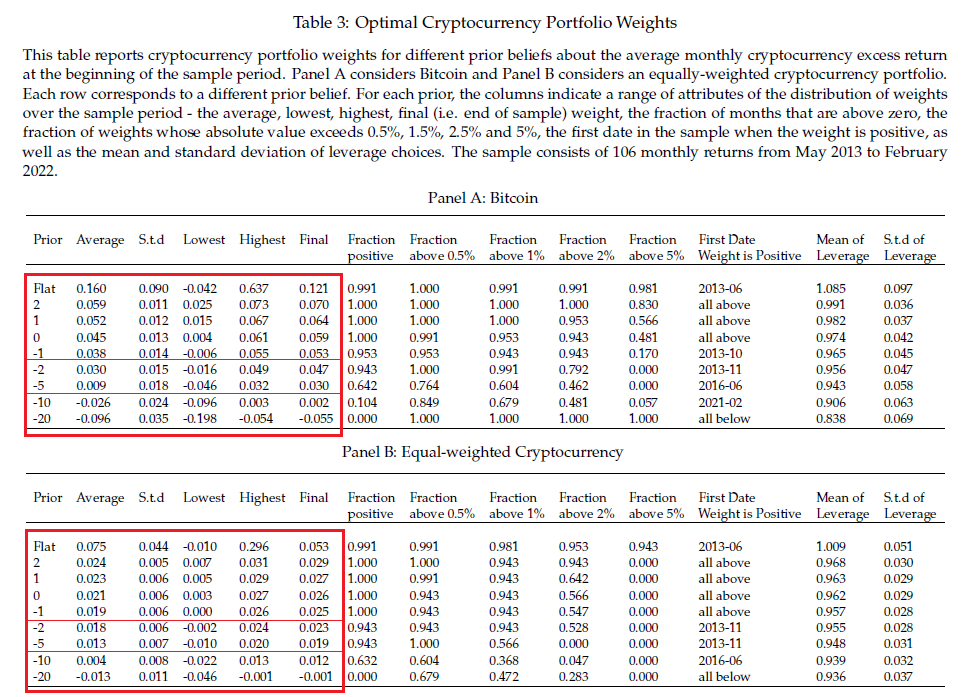 Table 3: Optimal Cryptocurrency Portfolio Weights
This table reports cryptocurrency portfolio weights for different prior beliefs about the average monthly cryptocurrency excess return
at the beginning of the sample period. Panel A considers Bitcoin and Panel B considers an equally-weighted cryptocurrency portfolio.
Each row corresponds to a different prior belief. For each prior, the columns indicate a range of attributes of the distribution of weights
over the sample period - the average, lowest, highest, final (i.e. end of sample) weight, the fraction of months that are above zero, the
fraction of weights whose absolute value exceeds 0.5%, 1.5%, 2.5% and 5%, the first date in the sample when the weight is positive, as
well as the mean and standard deviation of leverage choices. The sample consists of 106 monthly returns from May 2013 to February
2022.
Panel A: Bitcoin
Prior Average S.t.d Lowest Highest Final Fraction Fraction Fraction Fraction Fraction First Date Mean of S.t.d of
positive above 0.5% above 1% above 2% above 5% Weight is Positive Leverage Leverage
Flat 0.160 0.090 -0.042 0.637 0.121 0.991 1.000 0.991 0.991 0.981 2013-06 1.085 0.097
2 0.059 0.011 0.025 0.073 0.070 1.000 1.000 1.000 1.000 0.830 all above 0.991 0.036
1 0.052 0.012 0.015 0.067 0.064 1.000 1.000 1.000 0.953 0.566 all above 0.982 0.037
0 0.045 0.013 0.004 0.061 0.059 1.000 0.991 0.953 0.943 0.481 all above 0.974 0.042
-1 0.038 0.014 -0.006 0.055 0.053 0.953 0.953 0.943 0.943 0.170 2013-10 0.965 0.045
-2 0.030 0.015 -0.016 0.049 0.047 0.943 1.000 0.991 0.792 0.000 2013-11 0.956 0.047
-5 0.009 0.018 -0.046 0.032 0.030 0.642 0.764 0.604 0.462 0.000 2016-06 0.943 0.058
-10 -0.026 0.024 -0.096 0.003 0.002 0.104 0.849 0.679 0.481 0.057 2021-02 0.906 0.063
-20 -0.096 0.035 -0.198 -0.054 -0.055 0.000 1.000 1.000 1.000 1.000 all below 0.838 0.069
Panel B: Equal-weighted Cryptocurrency
Prior Average S.t.d Lowest Highest Final Fraction Fraction Fraction Fraction Fraction First Date Mean of S.t.d of
positive above 0.5% above 1% above 2% above 5% Weight is Positive Leverage Leverage
Flat 0.075 0.044 -0.010 0.296 0.053 0.991 0.991 0.981 0.953 0.943 2013-06 1.009 0.051
2 0.024 0.005 0.007 0.031 0.029 1.000 1.000 0.943 0.943 0.000 all above 0.968 0.030
1 0.023 0.006 0.005 0.029 0.027 1.000 0.991 0.943 0.642 0.000 all above 0.963 0.029
0 0.021 0.006 0.003 0.027 0.026 1.000 0.943 0.943 0.566 0.000 all above 0.962 0.029
-1 0.019 0.006 0.000 0.026 0.025 1.000 0.943 0.943 0.547 0.000 all above 0.957 0.028
-2 0.018 0.006 -0.002 0.024 0.023 0.943 0.943 0.943 0.528 0.000 2013-11 0.955 0.028
-5 0.013 0.007 -0.010 0.020 0.019 0.943 1.000 0.566 0.000 0.000 2013-11 0.948 0.031
-10 0.004 0.008 -0.022 0.013 0.012 0.632 0.604 0.368 0.047 0.000 2016-06 0.939 0.032
-20 -0.013 0.011 -0.046 -0.001 -0.001 0.000 0.679 0.472 0.283 0.000 all below 0.936 0.037